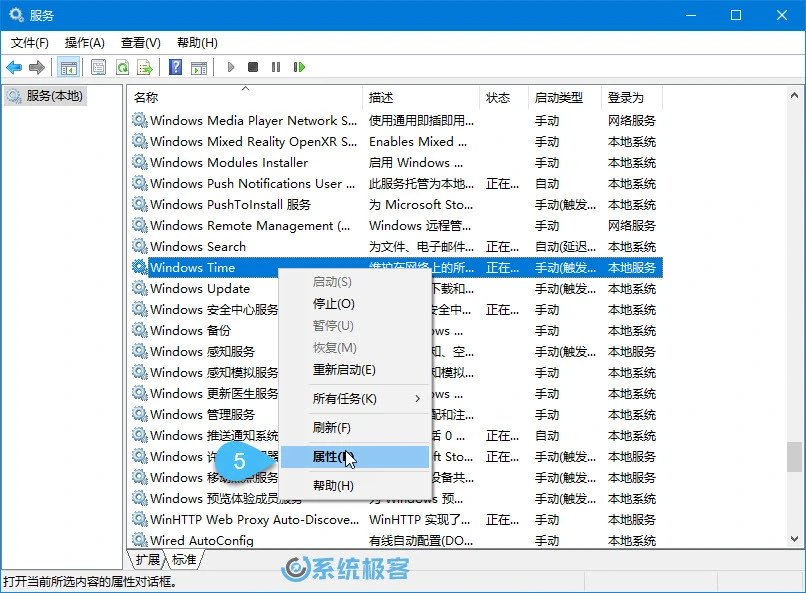 服务
文件(F) 操作(A) 查看(V) 帮助(H)
服务(本地)
名称 描述 状态 启动类型 登录为
Windows Media Player Network S... 使用通用即插即用... 手动 网络服务
Windows Mixed Reality OpenXR S... Enables Mixed ... 手动 本地系统
Windows Modules Installer 启用 Windows ... 手动 本地系统
Windows Push Notifications User ... 此服务托管为本地... 正在... 自动 本地系统
Windows PushToInstall 服务 为 Microsoft Sto... 手动(触发... 本地系统
Windows Remote Management (... Windows 远程管... 手动 网络服务
Windows Search 为文件、电子邮件... 正在... 自动(延迟... 本地系统
Windows Time 维护在网络上的所... 正在... 手动(触发... 本地服务
Windows Update 下载和... 手动(触发... 本地系统
Windows 安全中心服务 安全中... 正在... 手动 本地系统
Windows 备份 ows ... 手动 本地系统
Windows 感知服务 知、空... 手动(触发... 本地服务
Windows 感知模拟服务 知模拟... 手动 本地系统
Windows 更新医生服务 ows ... 手动 本地系统
Windows 管理服务 配和注... 手动 本地系统
Windows 推送通知系统 话 0 ... 正在... 自动 本地系统
Windows 许 器 ft Sto... 正在... 手动(触发... 本地系统
Windows 移动热点服务 设备共... 手动(触发... 本地服务
Windows 预览体验成员服务 为 Windows 预... 手动(触发... 本地系统
WinHTTP Web Proxy Auto-Discove... WinHTTP 实现了... 正在... 手动 本地服务
Wired AutoConfig 有线自动配置(DO... 手动 本地系统
启动(S)
停止(O)
暂停(U)
恢复(M)
重新启动(E)
所有任务(K)
刷新(F)
属性(
帮助(H)
5
扩展 标准
系统极客
打开当前所选内容的属性对话框。